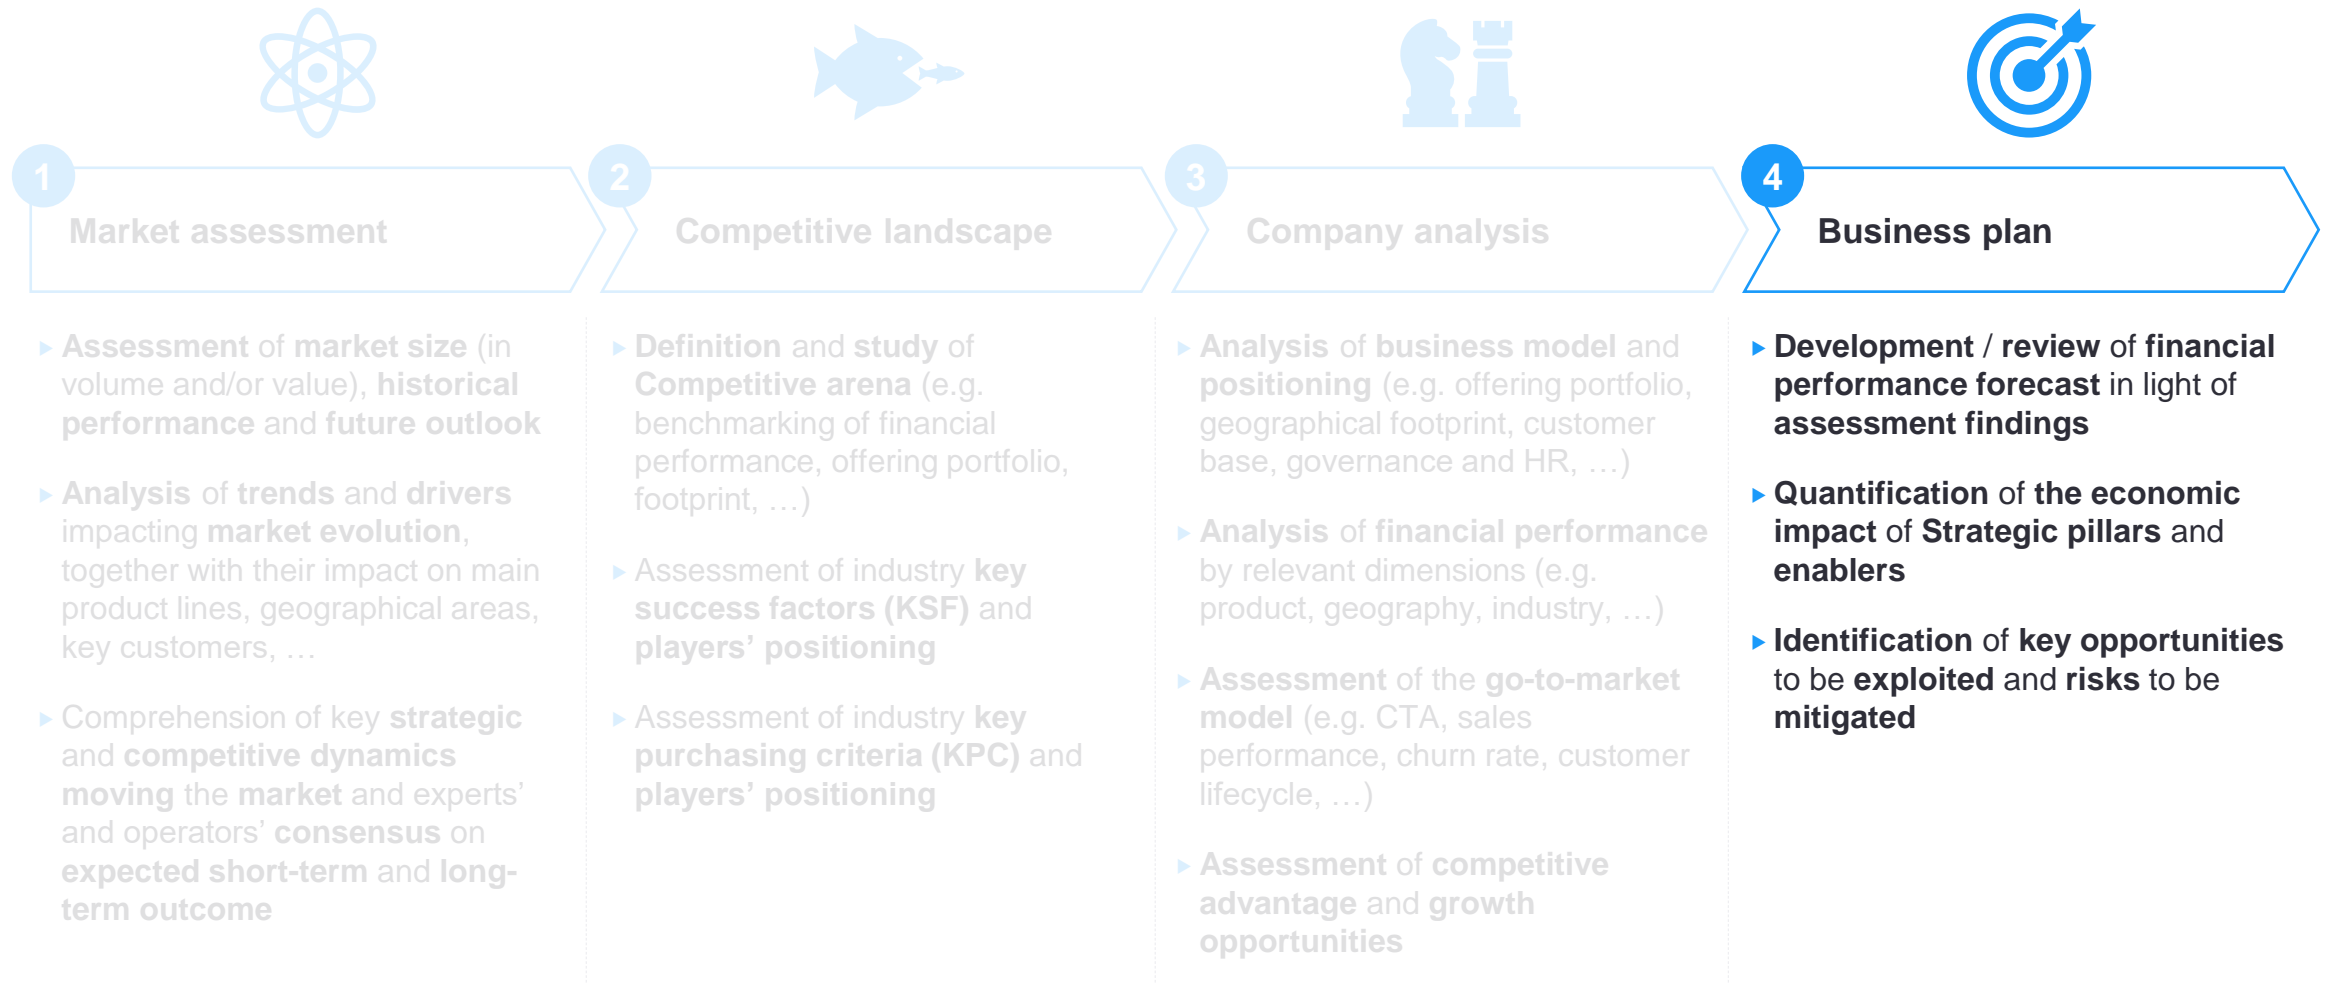 1
Market assessment
Assessment of market size (in
volume and/or value), historical
performance and future outlook
Analysis of trends and drivers
impacting market evolution,
together with their impact on main
product lines, geographical areas,
key customers, …
Comprehension of key strategic
and competitive dynamics
moving the market and experts’
and operators’ consensus on
expected short-term and long-
term outcome
2
Competitive landscape
Definition and study of
Competitive arena (e.g.
benchmarking of financial
performance, offering portfolio,
footprint, …)
Assessment of industry key
success factors (KSF) and
players’ positioning
Assessment of industry key
purchasing criteria (KPC) and
players’ positioning
3
Company analysis
Analysis of business model and
positioning (e.g. offering portfolio,
geographical footprint, customer
base, governance and HR, …)
Analysis of financial performance
by relevant dimensions (e.g.
product, geography, industry, …)
Assessment of the go-to-market
model (e.g. CTA, sales
performance, churn rate, customer
lifecycle, …)
Assessment of competitive
advantage and growth
opportunities
4
Business plan
Development / review of financial
performance forecast in light of
assessment findings
Quantification of the economic
impact of Strategic pillars and
enablers
Identification of key opportunities
to be exploited and risks to be
mitigated